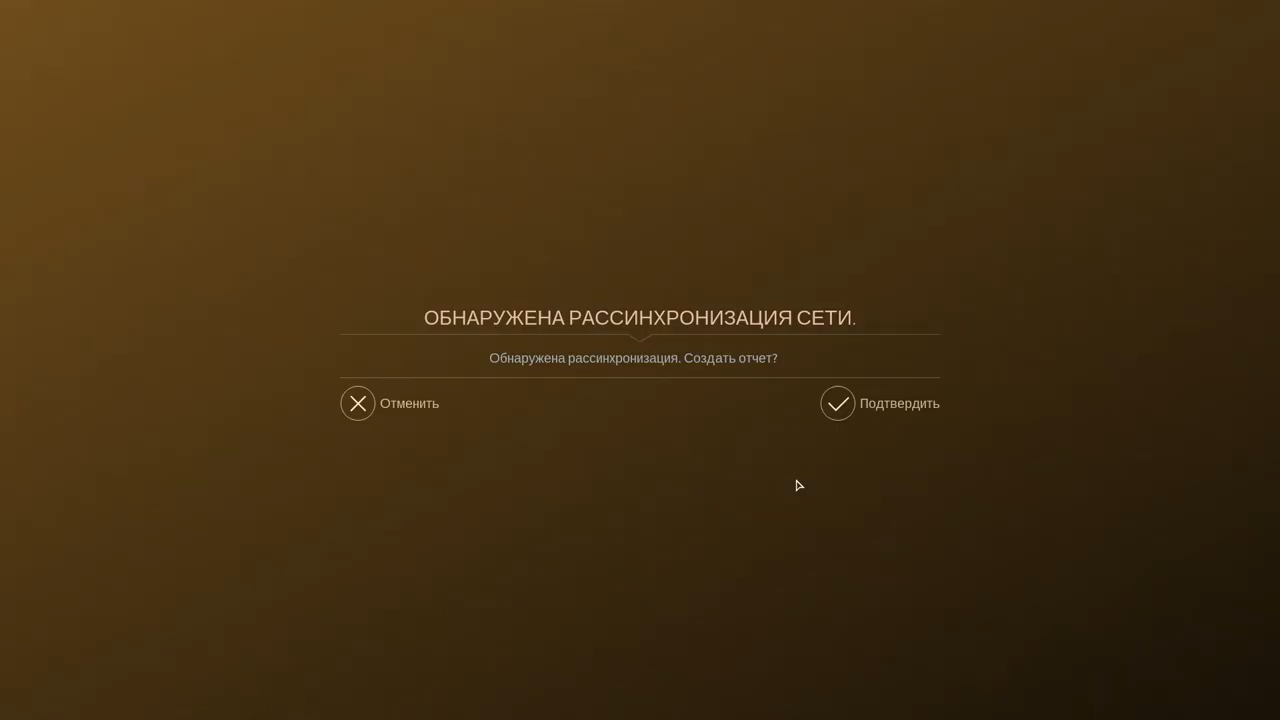 ОБНАРУЖЕНА РАССИНХРОНИЗАЦИЯ СЕТИ.
Обнаружена рассинхронизация. Создать отчет?
Отменить
Подтвердить